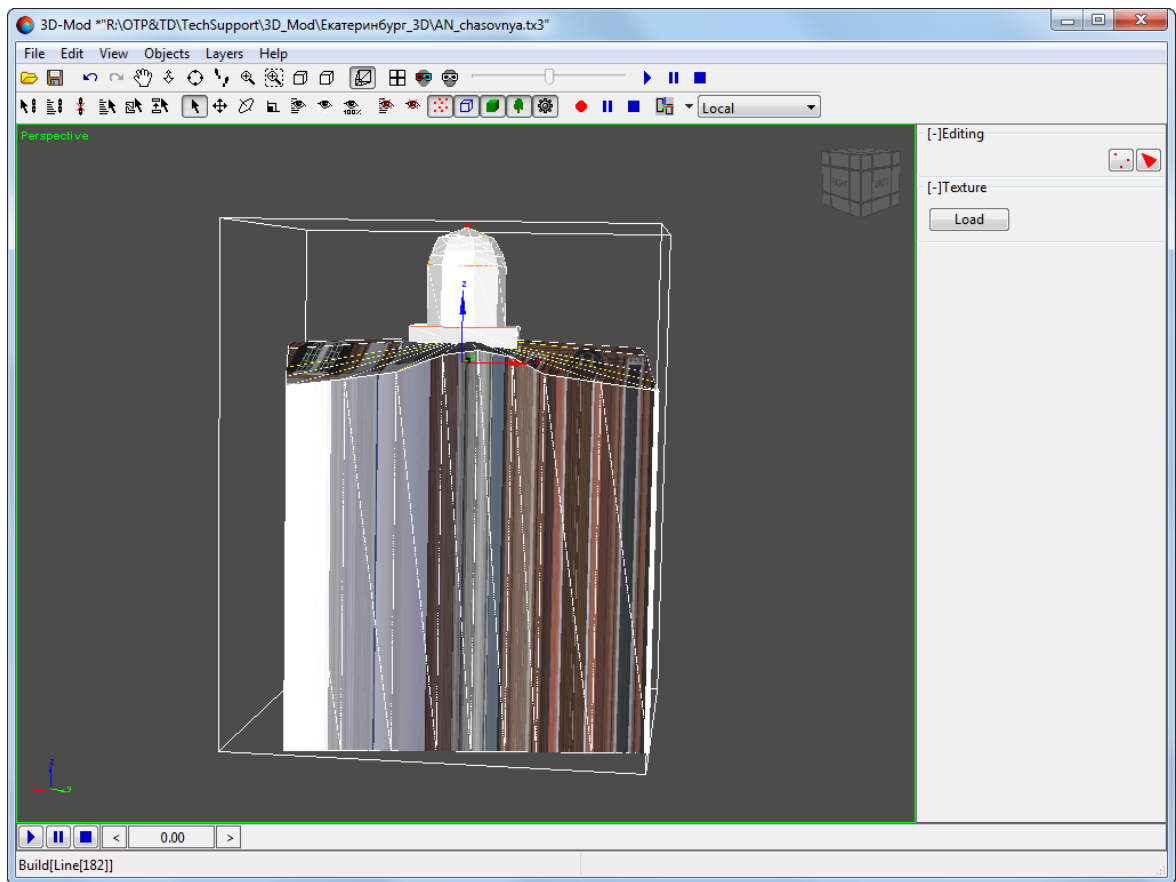 3D-Mod *"R:\OTP&TD\TechSupport\3D_Mod\Екатеринбург_3D\AN_chasovnya.tx3"
File Edit View Objects Layers Help
100%
Local
Perspective
[-]Editing
[-]Texture
Load
z
z
< 0.00 >
Build[Line[182]]